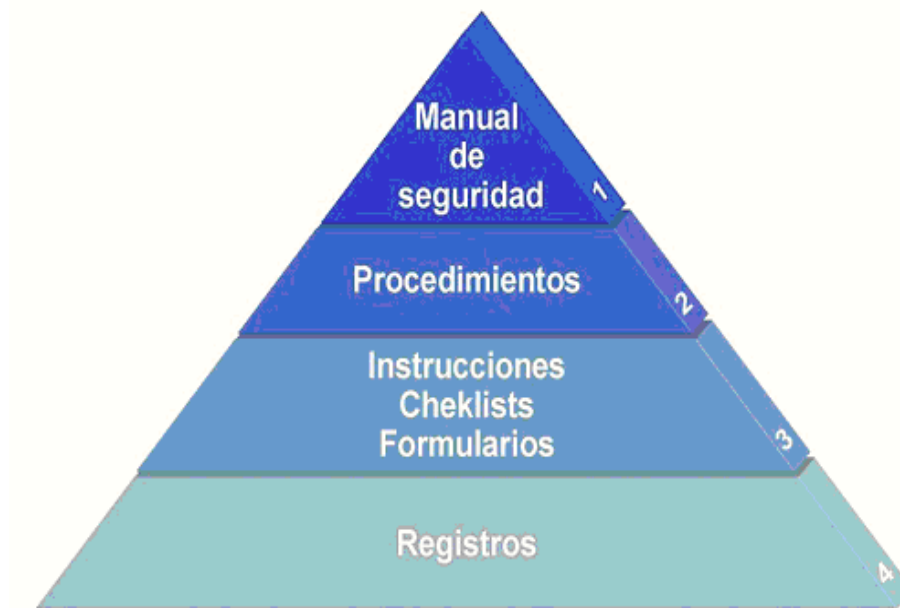 Manual
de
seguridad
1
Procedimientos
2
Instrucciones
Cheklists
Formularios
3
Registros
4